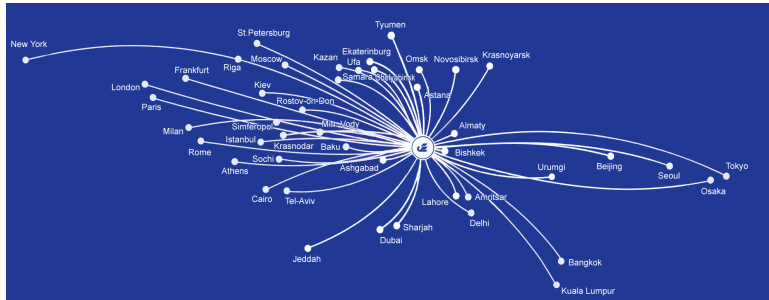 St.Petersburg
Tyumen
New York
Riga
Moscow
Kazan
Ekaterinburg
Ufa
Omsk
Novosibirsk
Krasnoyarsk
Frankfurt
Samara
Chelyabinsk
London
Kiev
Astana
Paris
Rostov-on-Don
Milan
Simferopol
Min-Vody
Almaty
Rome
Istanbul
Krasnodar
Baku
Bishkek
Athens
Sochi
Ashgabad
Urumgi
Beijing
Seoul
Tokyo
Osaka
Cairo
Tel-Aviv
Lahore
Amritsar
Delhi
Dubai
Sharjah
Jeddah
Bangkok
Kuala Lumpur